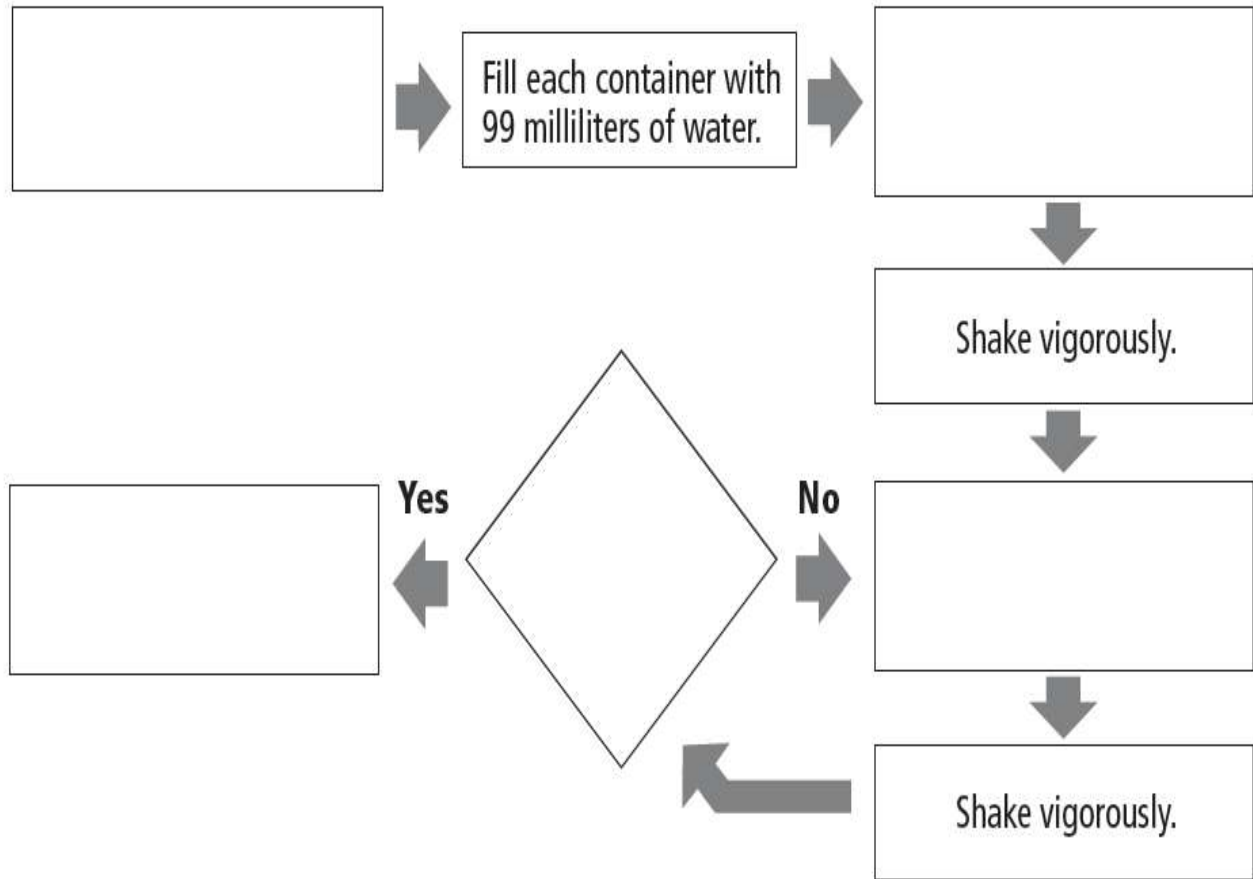 Fill each container with
99 milliliters of water.
Shake vigorously.
Yes
No
Shake vigorously.